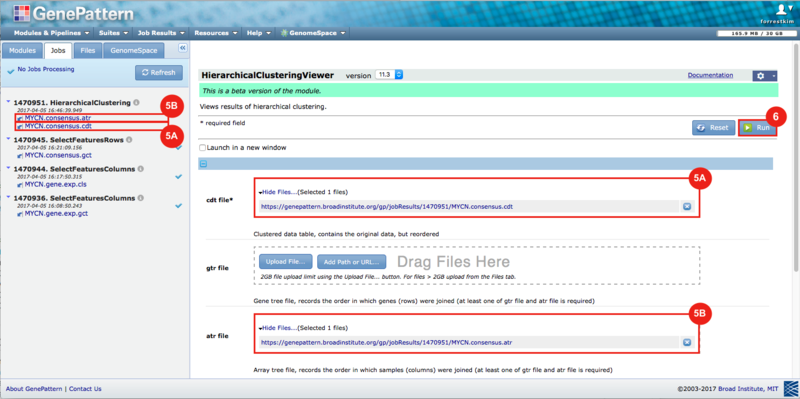 GenePattern
forrestkim
Modules & Pipelines Suites Job Results Resources Help GenomeSpace
165.9 MB / 30 GB
Modules Jobs Files GenomeSpace
No Jobs Processing
Refresh
HierarchicalClusteringViewer version 11.3 Documentation
This is a beta version of the module.
Views results of hierarchical clustering.
* required field
Reset Run
6
Launch in a new window
1470951. HierarchicalClustering
2017-04-05 16:46:39.949
5B
MYCN.consensus.atr
MYCN.consensus.cdt
5A
1470945. SelectFeaturesRows
2017-04-05 16:21:09.156
MYCN.consensus.gct
1470944. SelectFeaturesColumns
2017-04-05 16:17:50.315
MYCN.gene.exp.cls
1470936. SelectFeaturesColumns
2017-04-05 16:08:50.243
MYCN.gene.exp.gct
5A
cdt file*
Hide Files...(Selected 1 files)
https://genepattern.broadinstitute.org/gp/jobResults/1470951/MYCN.consensus.cdt
Clustered data table, contains the original data, but reordered
gtr file
Upload File... Add Path or URL... Drag Files Here
2GB file upload limit using the Upload File... button. For files > 2GB upload from the Files tab.
Gene tree file, records the order in which genes (rows) were joined (at least one of gtr file and atr file is required)
5B
atr file
Hide Files...(Selected 1 files)
https://genepattern.broadinstitute.org/gp/jobResults/1470951/MYCN.consensus.atr
Array tree file, records the order in which samples (columns) were joined (at least one of gtr file and atr file is required)
About GenePattern | Contact Us
©2003-2017 Broad Institute, MIT